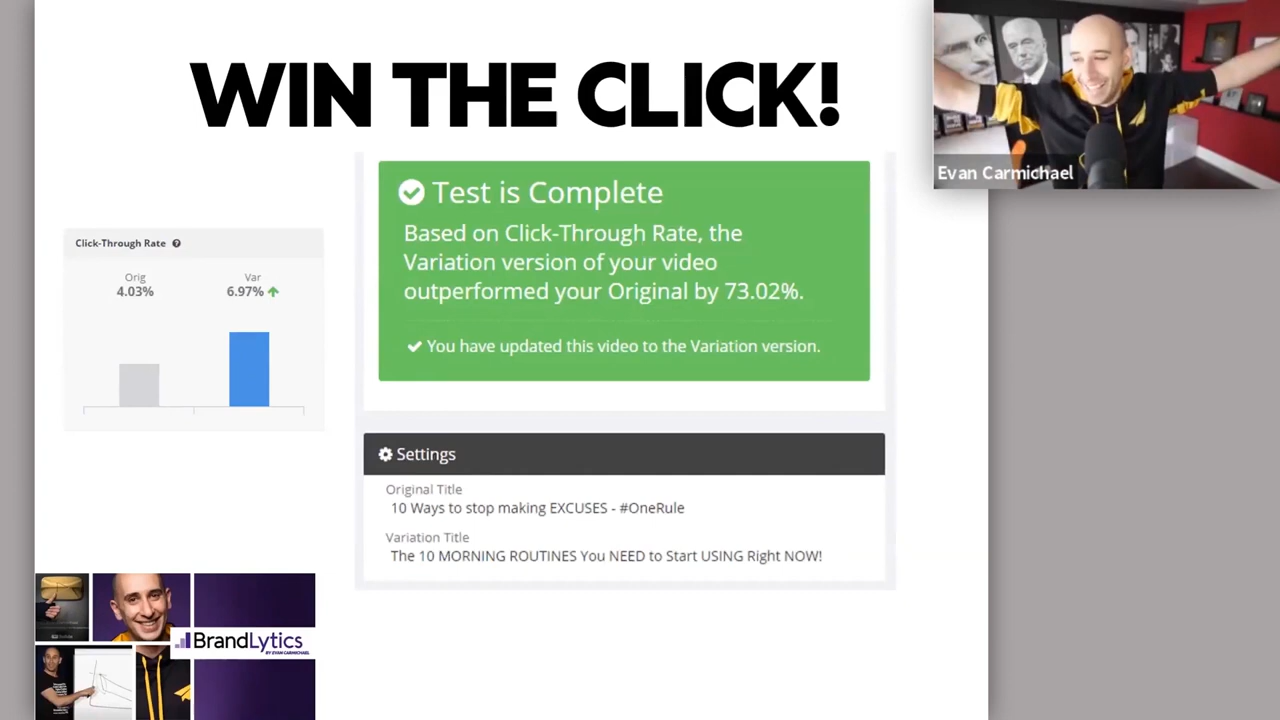 WIN THE CLICK!
Evan Carmichael
Test is Complete
Based on Click-Through Rate, the
Variation version of your video
outperformed your Original by 73.02%.
You have updated this video to the Variation version.
Click-Through Rate
Orig
4.03%
Var
6.97%
Settings
Original Title
10 Ways to stop making EXCUSES - #OneRule
Variation Title
The 10 MORNING ROUTINES You NEED to Start USING Right NOW!
BrandLytics
BY EVAN CARMICHAEL